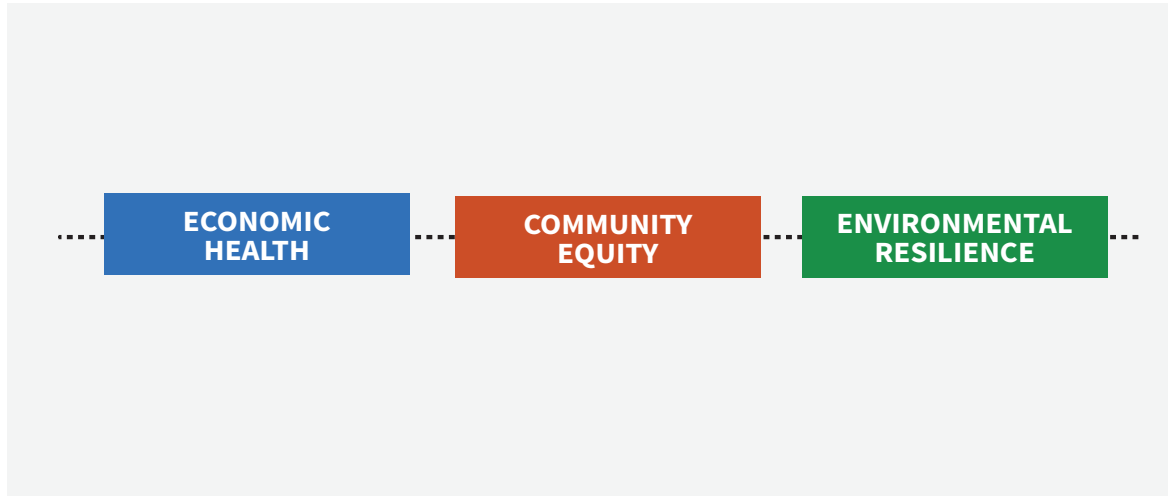 ECONOMIC
HEALTH
COMMUNITY
EQUITY
ENVIRONMENTAL
RESILIENCE